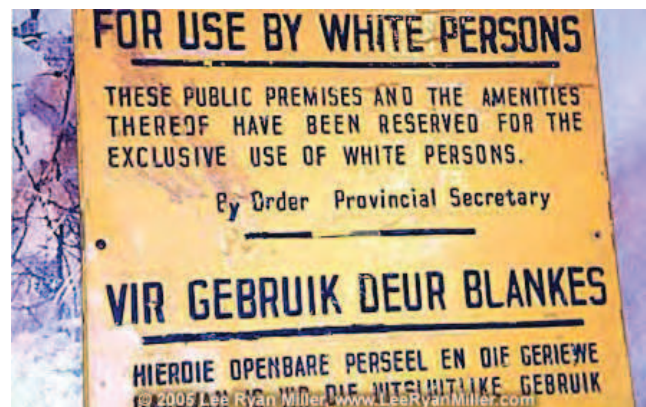 FOR USE BY WHITE PERSONS
THESE PUBLIC PREMISES AND THE AMENITIES
THEREOF HAVE BEEN RESERVED FOR THE
EXCLUSIVE USE OF WHITE PERSONS.
By Order Provincial Secretary
VIR GEBRUIK DEUR BLANKES
HIERDIE OPENBARE PERSEEL EN DIE GERIEWE
DIE UITSLUITLIKE GEBRUIK
© 2005 Lee Ryan Miller, www.LeeRyanMiller.com